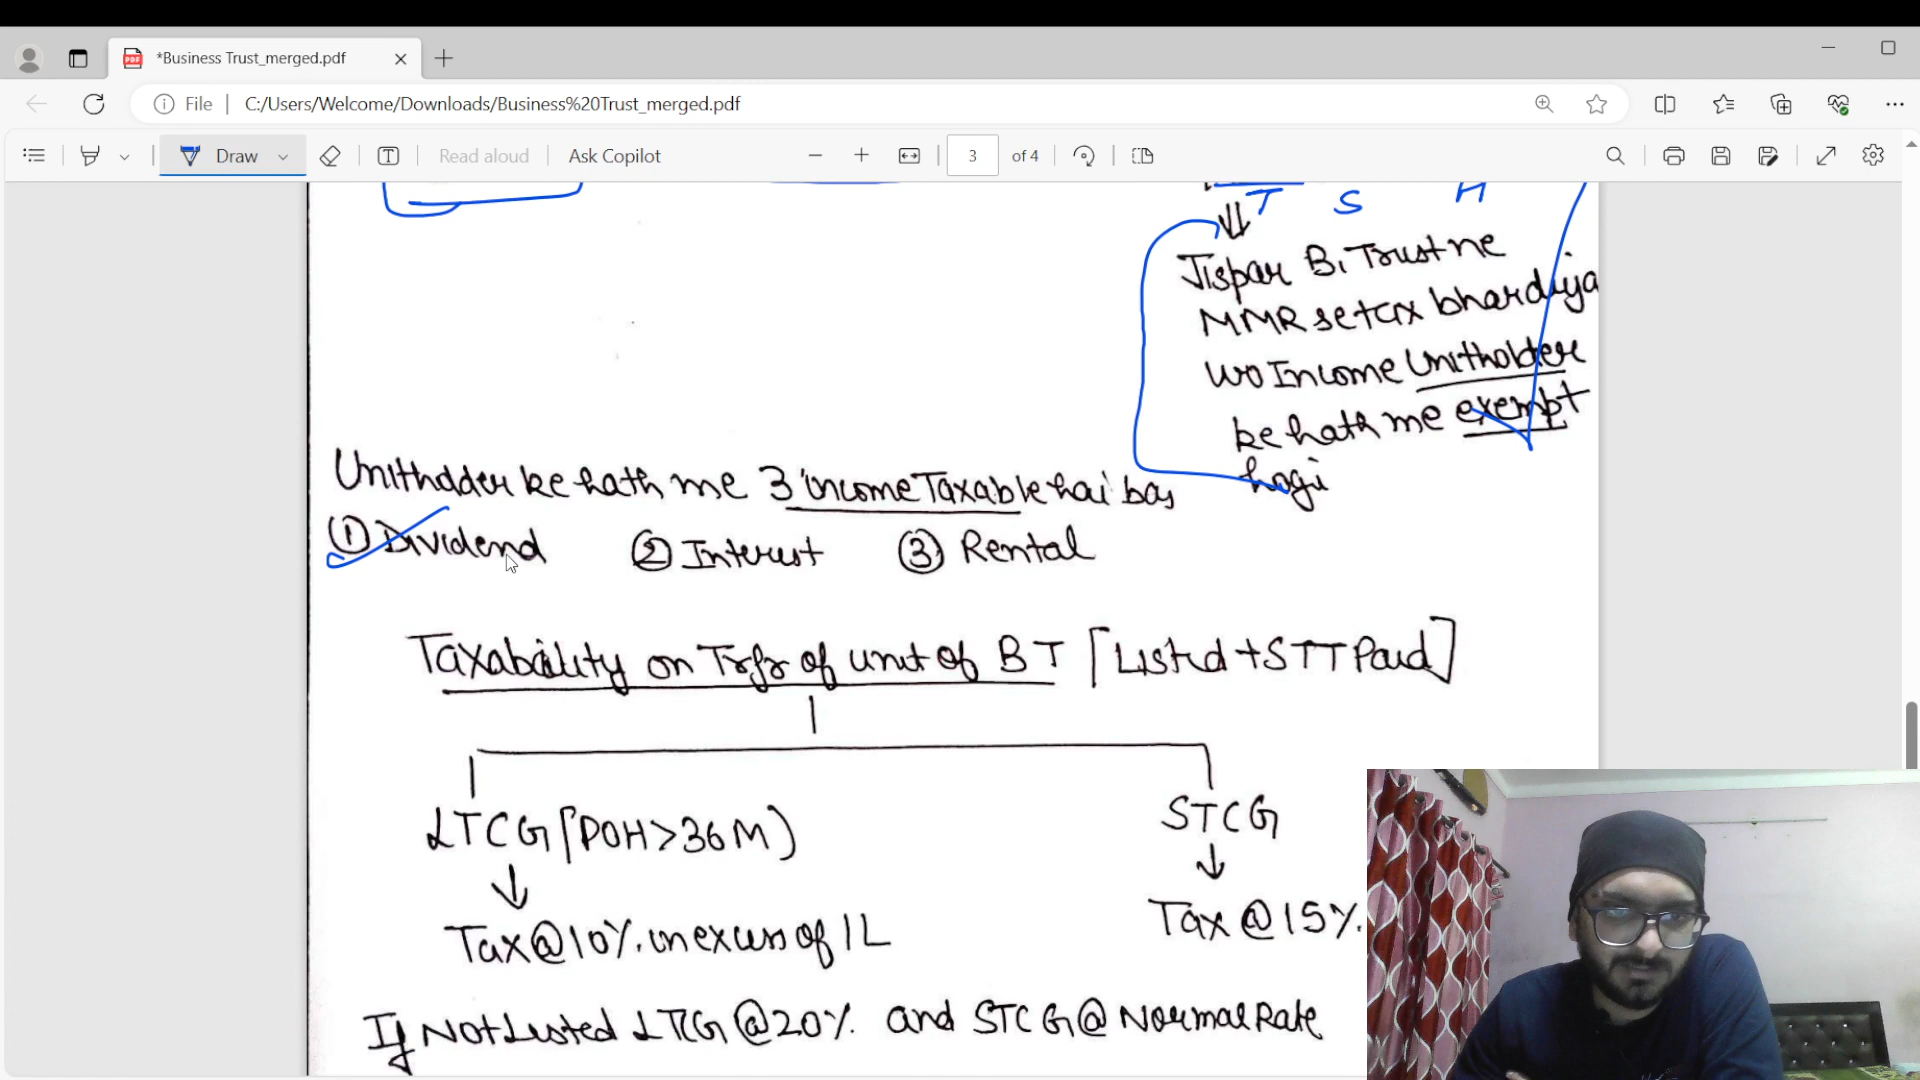 *Business Trust_merged.pdf
File
C:/Users/Welcome/Downloads/Business%20Trust_merged.pdf
Draw
T
Read aloud
Ask Copilot
3
of 4
T S H
Jispar B. Trust ne
MMR se tax bhardiya
wo Income Unitholder
ke hath me exempt
hogi
Unitholder ke hath me 3 income Taxable hai bas
① Dividend ② Interest ③ Rental
Taxability on Trfr of unit of BT [Listed + STT Paid]
LTCG [POH>36M)
STCG
Tax@10%. in excess of 1L
Tax @15%.
If Not Listed LTCG @20%. and STCG@Normal Rate